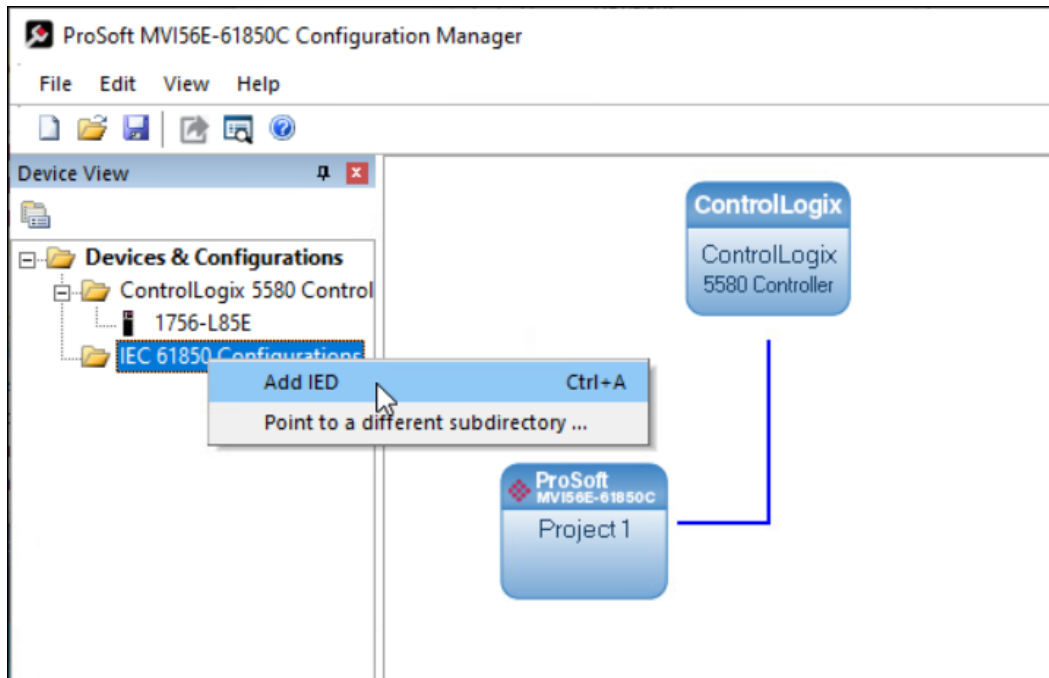 ProSoft MVI56E-61850C Configuration Manager
File Edit View Help
Device View
Devices & Configurations
ControlLogix 5580 Control
1756-L85E
IEC 61850 Configurations
Add IED Ctrl+A
Point to a different subdirectory ...
ControlLogix
ControlLogix
5580 Controller
ProSoft
MVI56E-61850C
Project 1